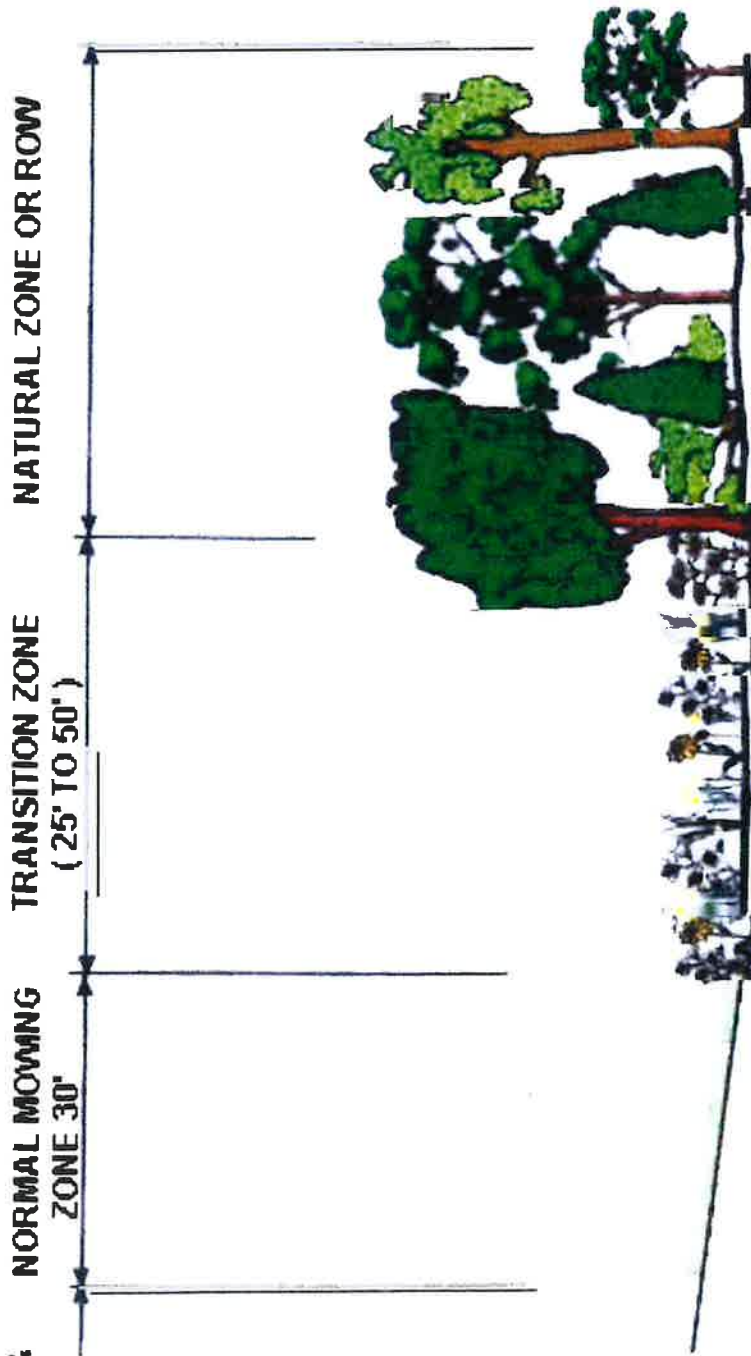 NORMAL MOWING
ZONE 30'
TRANSITION ZONE
( 25' TO 50' )
NATURAL ZONE OR ROW